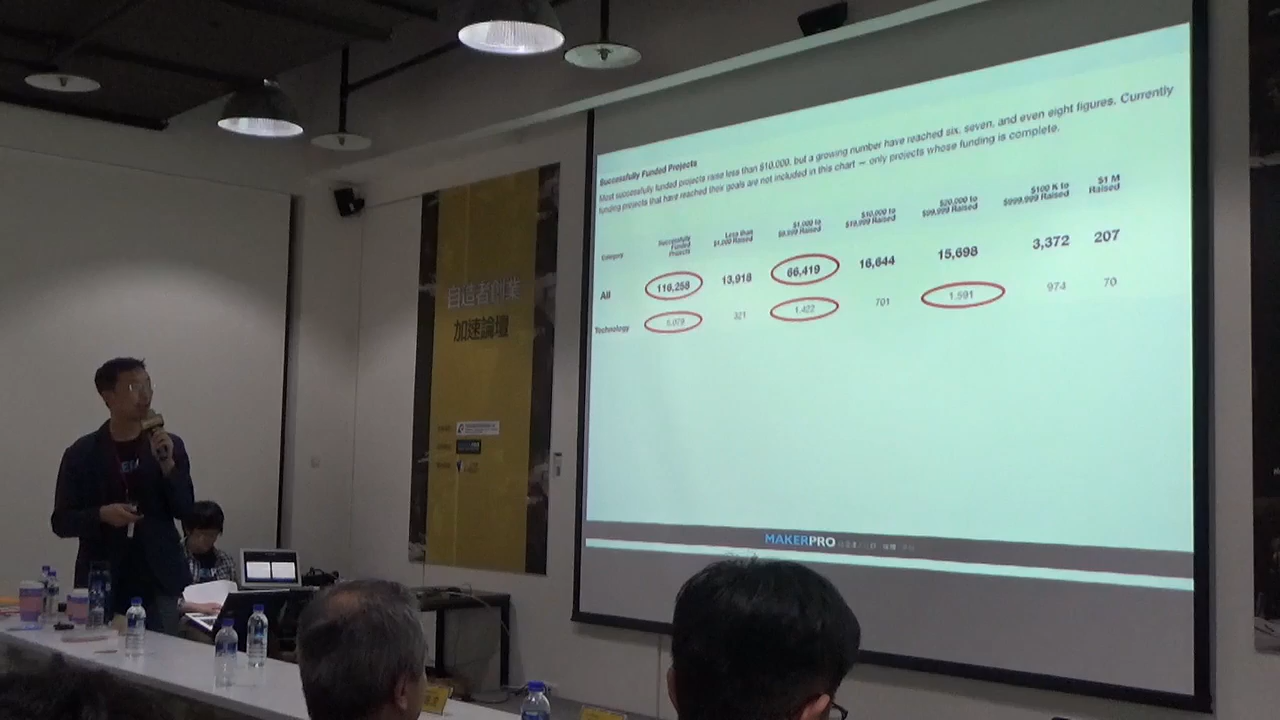 Successfully Funded Projects
Most successfully funded projects raise less than $10,000, but a growing number have reached six, seven, and even eight figures. Currently
funding projects that have reached their goals are not included in this chart — only projects whose funding is complete.
Category
Successfully
Funded
Projects
Less than
$1,000 Raised
$1,000 to
$9,999 Raised
$10,000 to
$19,999 Raised
$20,000 to
$99,999 Raised
$100 K to
$999,999 Raised
$1 M
Raised
All 116,258 13,918 66,419 16,644 15,698 3,372 207
Technology 5,079 321 1,422 701 1,591 974 70
MAKERPRO
自造者創業
加速論壇